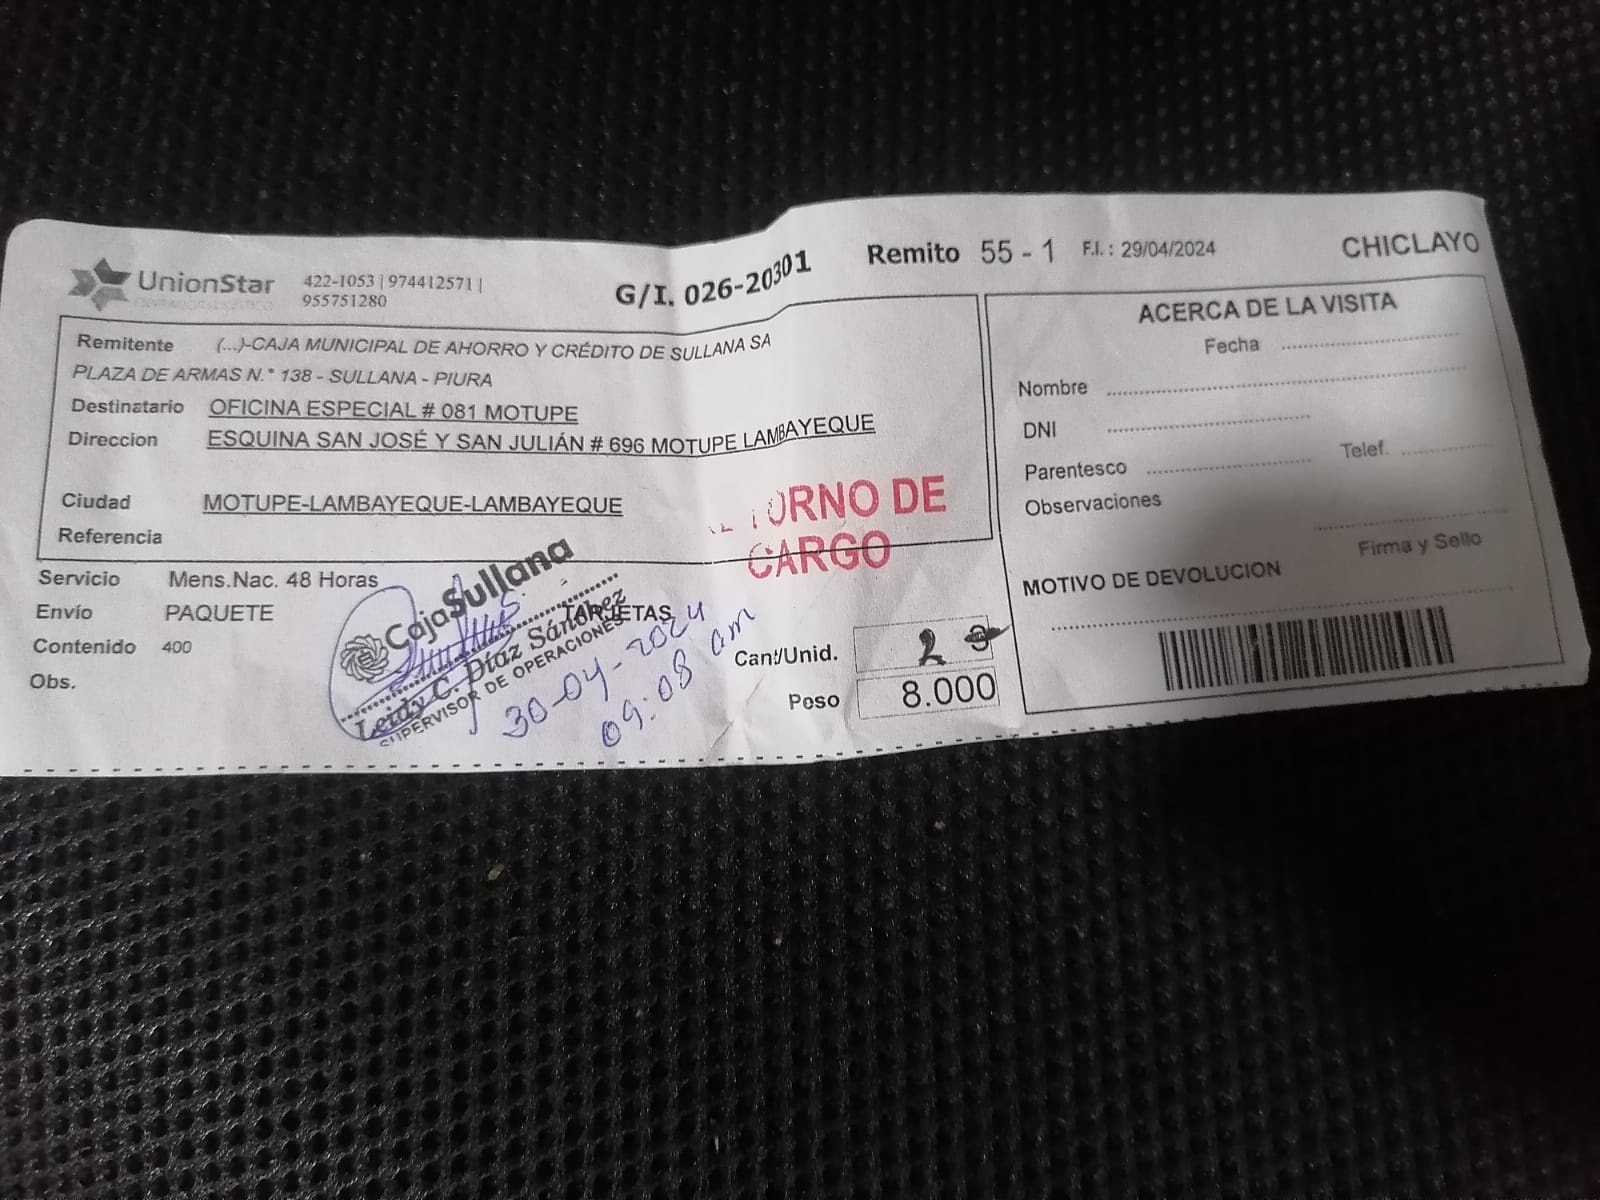 UnionStar
422-1053 | 974412571 |
955751280
G/I. 026-20301
Remito 55 - 1 F.I.: 29/04/2024
CHICLAYO
Remitente (...)-CAJA MUNICIPAL DE AHORRO Y CRÉDITO DE SULLANA SA
PLAZA DE ARMAS N.° 138 - SULLANA - PIURA
Destinatario OFICINA ESPECIAL # 081 MOTUPE
Direccion ESQUINA SAN JOSÉ Y SAN JULIÁN # 696 MOTUPE LAMBAYEQUE
Ciudad MOTUPE-LAMBAYEQUE-LAMBAYEQUE
Referencia
TORNO DE
CARGO
Servicio Mens.Nac. 48 Horas
Envío PAQUETE
TARJETAS
Contenido 400
Obs.
CajaSullana
Leidy C. Díaz Sánchez
SUPERVISOR DE OPERACIONES
30-04-2024
09:08 am
Cant/Unid. 2
Peso 8.000
ACERCA DE LA VISITA
Fecha
Nombre
DNI
Parentesco Telef.
Observaciones
Firma y Sello
MOTIVO DE DEVOLUCION